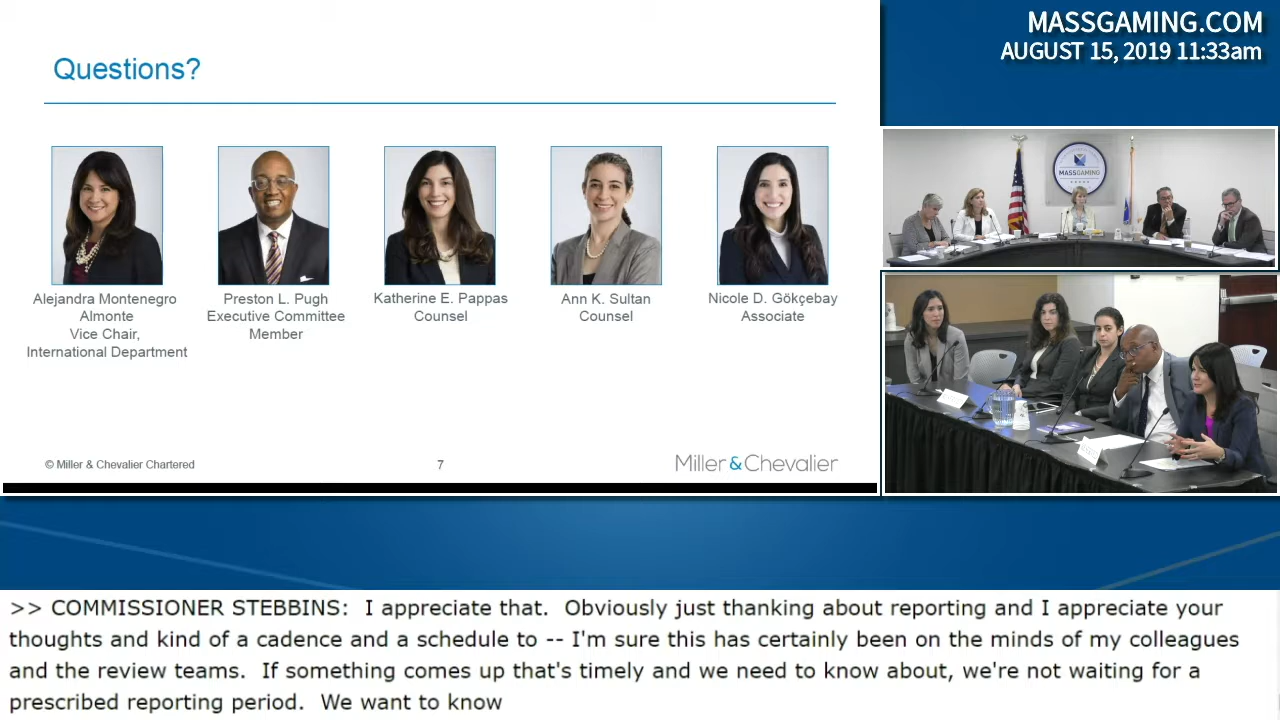 MASSGAMING.COM
AUGUST 15, 2019 11:33am
Questions?
Alejandra Montenegro
Almonte
Vice Chair,
International Department
Preston L. Pugh
Executive Committee
Member
Katherine E. Pappas
Counsel
Ann K. Sultan
Counsel
Nicole D. Gökçebay
Associate
© Miller & Chevalier Chartered
7
Miller&Chevalier
MASSGAMING
>> COMMISSIONER STEBBINS:  I appreciate that.  Obviously just thanking about reporting and I appreciate your
thoughts and kind of a cadence and a schedule to -- I'm sure this has certainly been on the minds of my colleagues
and the review teams.  If something comes up that's timely and we need to know about, we're not waiting for a
prescribed reporting period.  We want to know